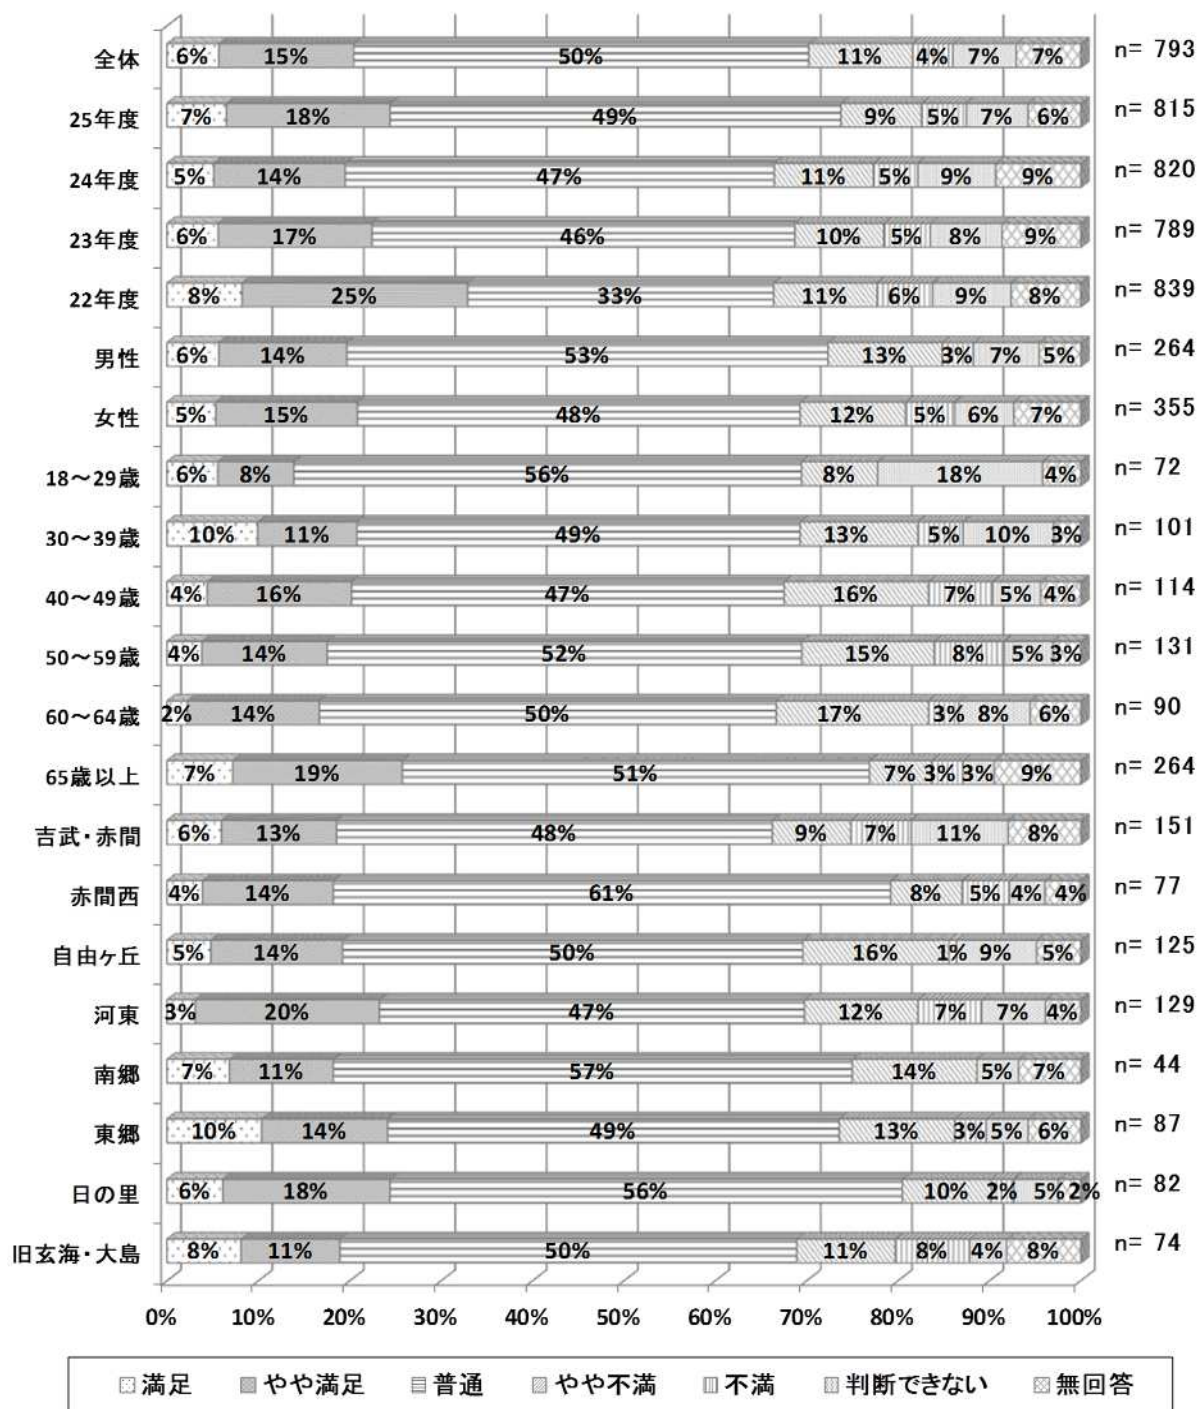 全体 6% 15% 50% 11% 4% 7% 7% n= 793
25年度 7% 18% 49% 9% 5% 7% 6% n= 815
24年度 5% 14% 47% 11% 5% 9% 9% n= 820
23年度 6% 17% 46% 10% 5% 8% 9% n= 789
22年度 8% 25% 33% 11% 6% 9% 8% n= 839
男性 6% 14% 53% 13% 3% 7% 5% n= 264
女性 5% 15% 48% 12% 5% 6% 7% n= 355
18～29歳 6% 8% 56% 8% 18% 4% n= 72
30～39歳 10% 11% 49% 13% 5% 10% 3% n= 101
40～49歳 4% 16% 47% 16% 7% 5% 4% n= 114
50～59歳 4% 14% 52% 15% 8% 5% 3% n= 131
60～64歳 2% 14% 50% 17% 3% 8% 6% n= 90
65歳以上 7% 19% 51% 7% 3% 3% 9% n= 264
吉武・赤間 6% 13% 48% 9% 7% 11% 8% n= 151
赤間西 4% 14% 61% 8% 5% 4% 4% n= 77
自由ヶ丘 5% 14% 50% 16% 1% 9% 5% n= 125
河東 3% 20% 47% 12% 7% 7% 4% n= 129
南郷 7% 11% 57% 14% 5% 7% n= 44
東郷 10% 14% 49% 13% 3% 5% 6% n= 87
日の里 6% 18% 56% 10% 2% 5% 2% n= 82
旧玄海・大島 8% 11% 50% 11% 8% 4% 8% n= 74
0% 10% 20% 30% 40% 50% 60% 70% 80% 90% 100%
満足 やや満足 普通 やや不満 不満 判断できない 無回答